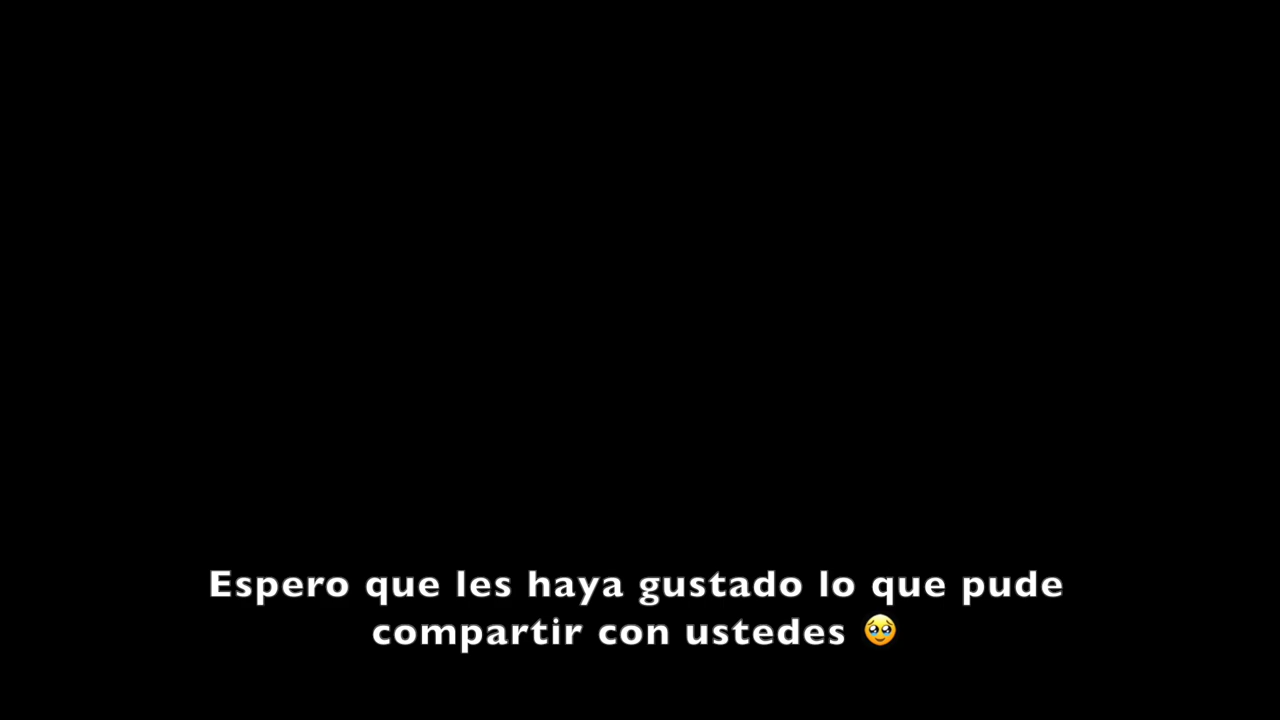 Espero que les haya gustado lo que pude
compartir con ustedes 🥹